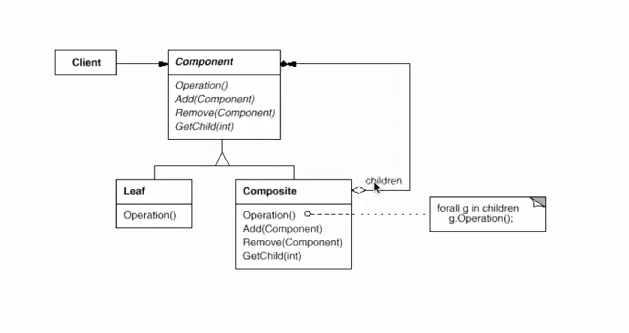 Client
Component
Operation()
Add(Component)
Remove(Component)
GetChild(int)
children
Leaf
Operation()
Composite
Operation()
Add(Component)
Remove(Component)
GetChild(int)
forall g in children
g.Operation();